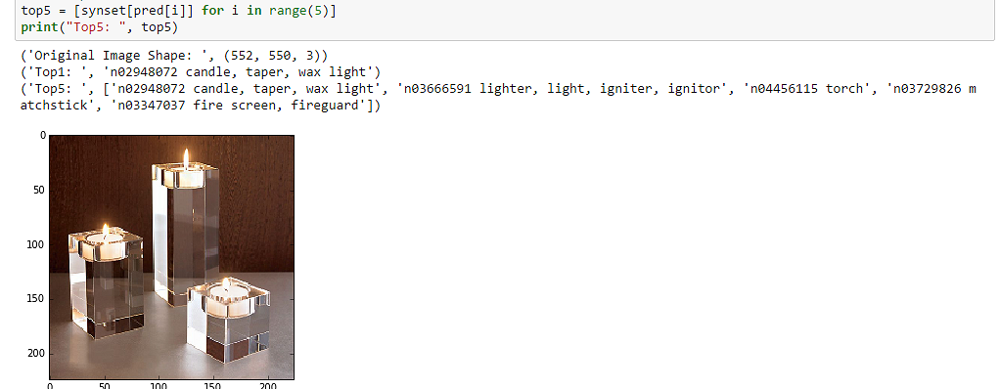 top5 = [synset[pred[i]] for i in range(5)]
print("Top5: ", top5)
('Original Image Shape: ', (552, 550, 3))
('Top1: ', 'n02948072 candle, taper, wax light')
('Top5: ', ['n02948072 candle, taper, wax light', 'n03666591 lighter, light, igniter, ignitor', 'n04456115 torch', 'n03729826 m
atchstick', 'n03347037 fire screen, fireguard'])
0
50
100
150
200
0 50 100 150 200